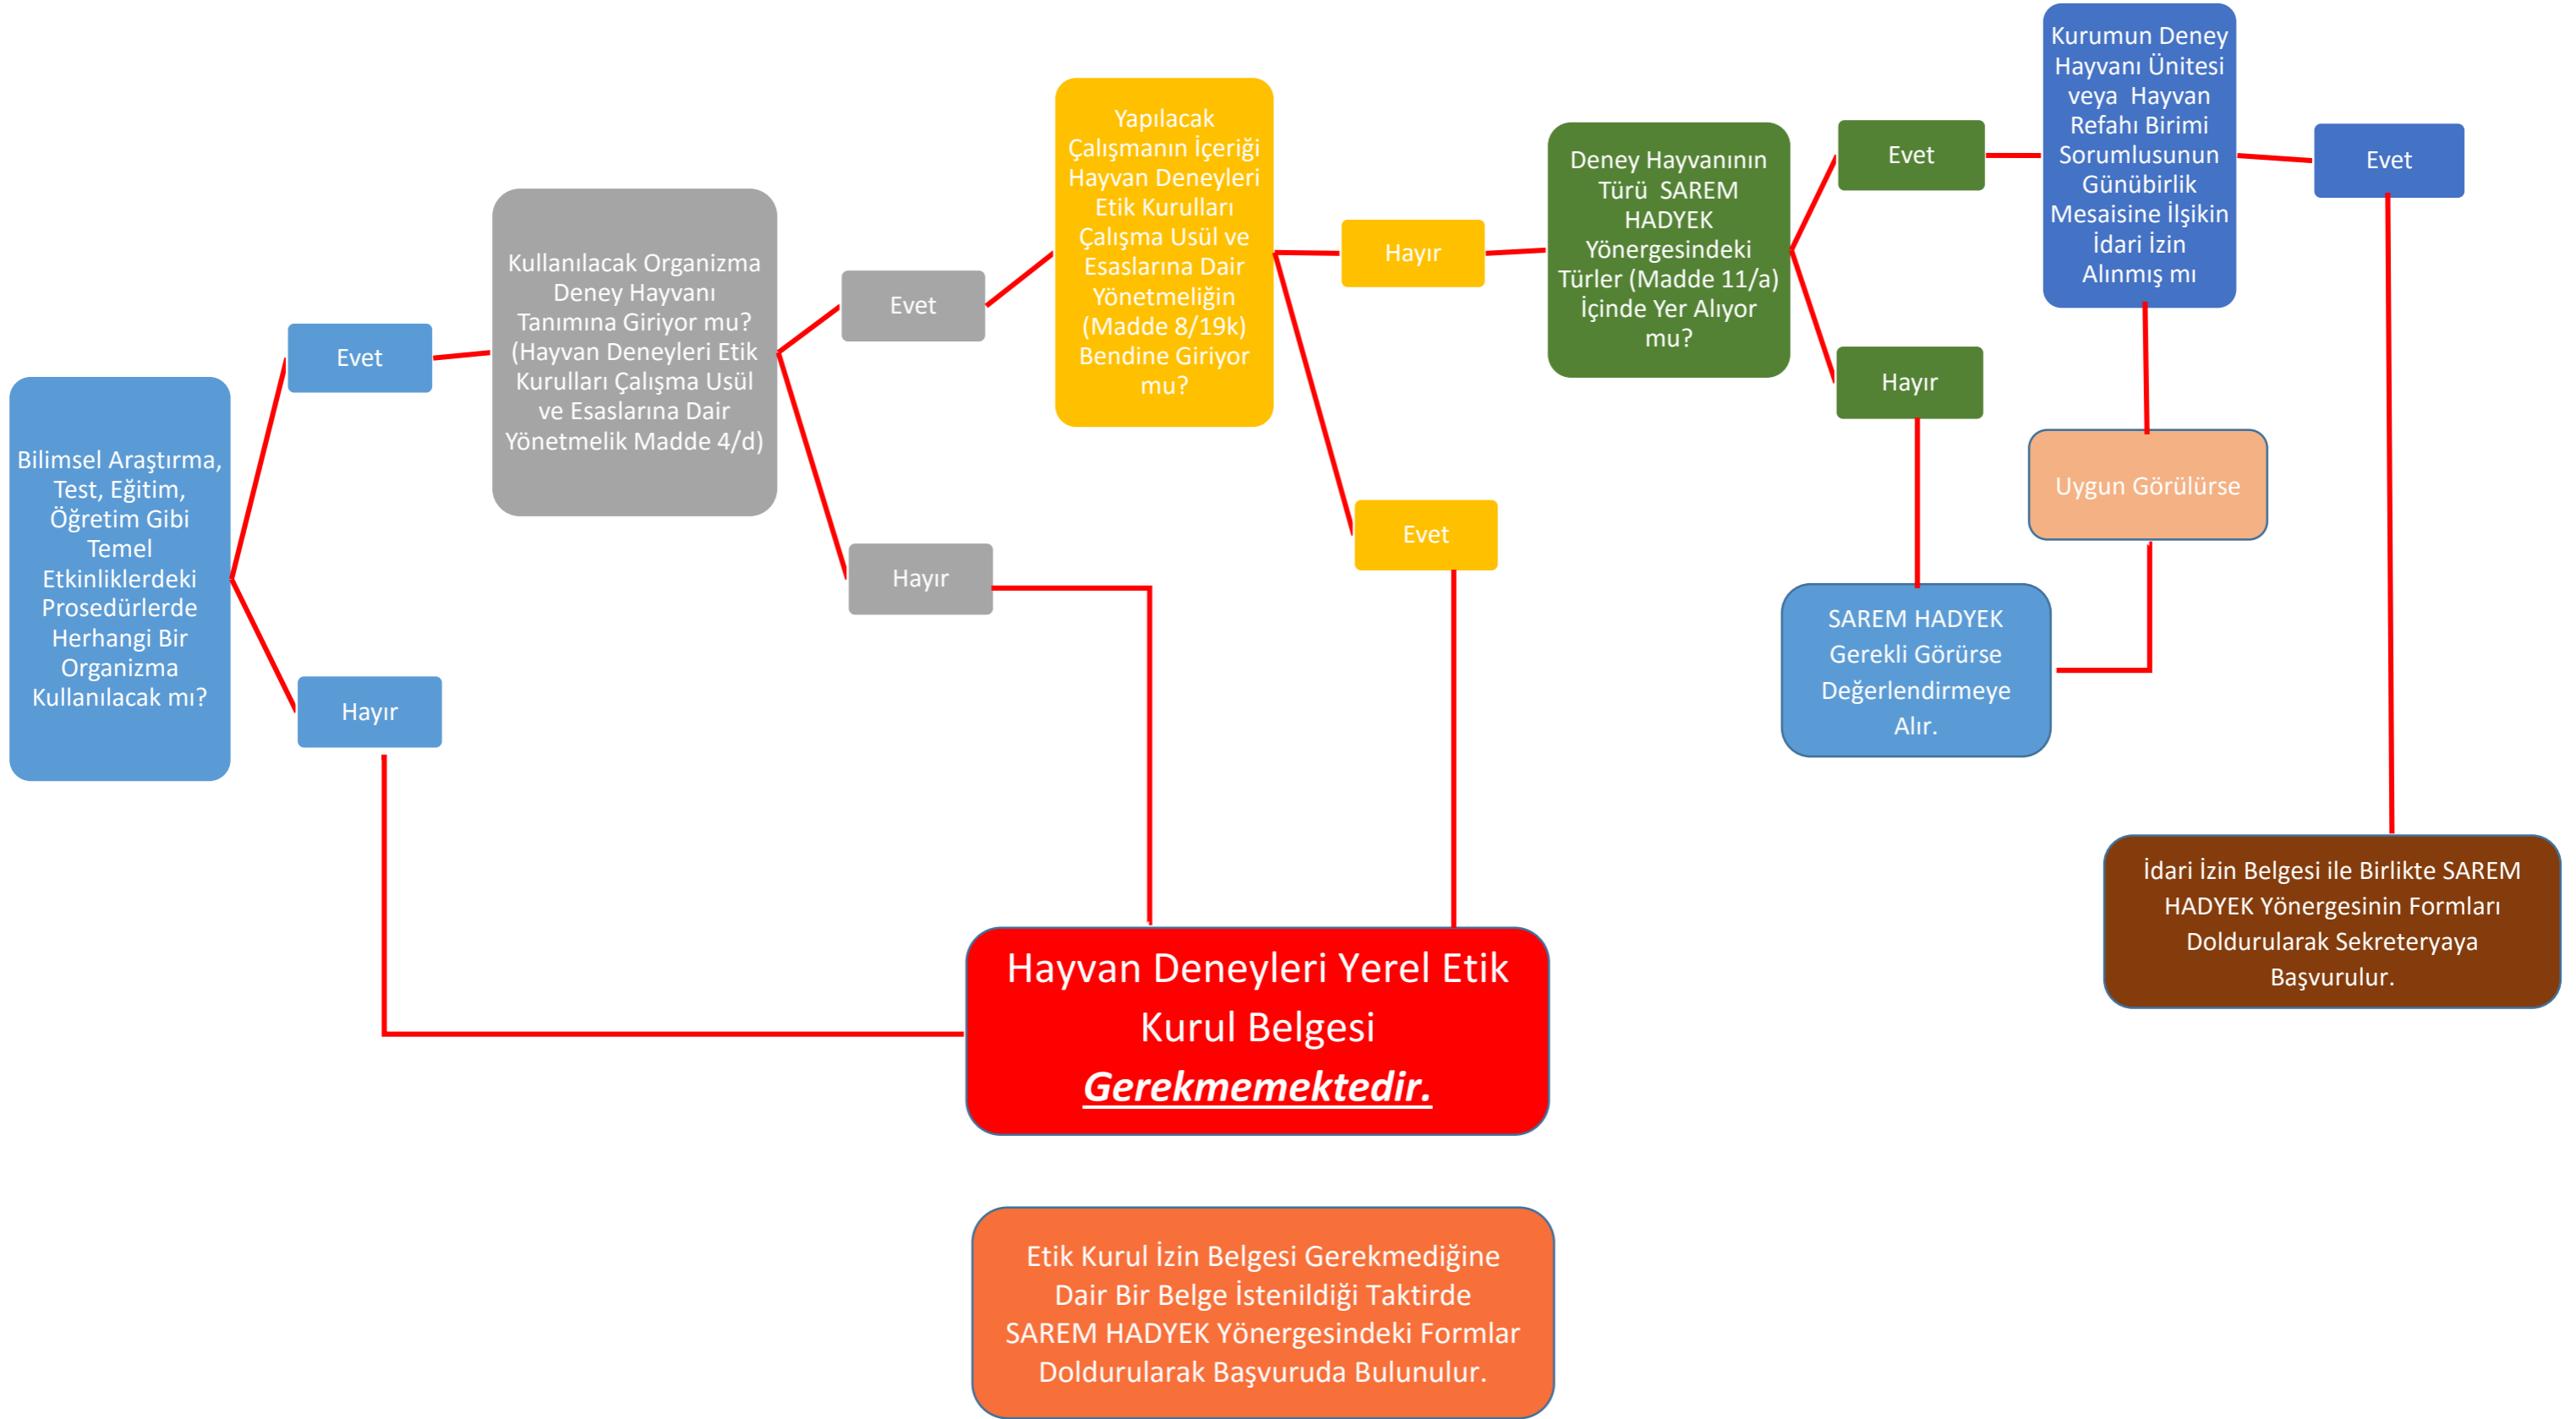 Bilimsel Araştırma,
Test, Eğitim,
Öğretim Gibi
Temel
Etkinliklerdeki
Prosedürlerde
Herhangi Bir
Organizma
Kullanılacak mı?
Evet
Hayır
Kullanılacak Organizma
Deney Hayvanı
Tanımına Giriyor mu?
(Hayvan Deneyleri Etik
Kurulları Çalışma Usül
ve Esaslarına Dair
Yönetmelik Madde 4/d)
Evet
Hayır
Yapılacak
Çalışmanın İçeriği
Hayvan Deneyleri
Etik Kurulları
Çalışma Usül ve
Esaslarına Dair
Yönetmeliğin
(Madde 8/19k)
Bendine Giriyor
mu?
Hayır
Evet
Deney Hayvanının
Türü SAREM
HADYEK
Yönergesindeki
Türler (Madde 11/a)
İçinde Yer Alıyor
mu?
Evet
Hayır
Kurumun Deney
Hayvanı Ünitesi
veya Hayvan
Refahı Birimi
Sorumlusunun
Günübirlik
Mesaisine İlşikin
İdari İzin
Alınmış mı
Evet
Uygun Görülürse
SAREM HADYEK
Gerekli Görürse
Değerlendirmeye
Alır.
İdari İzin Belgesi ile Birlikte SAREM
HADYEK Yönergesinin Formları
Doldurularak Sekreteryaya
Başvurulur.
Hayvan Deneyleri Yerel Etik
Kurul Belgesi
Gerekmemektedir.
Etik Kurul İzin Belgesi Gerekmediğine
Dair Bir Belge İstenildiği Taktirde
SAREM HADYEK Yönergesindeki Formlar
Doldurularak Başvuruda Bulunulur.